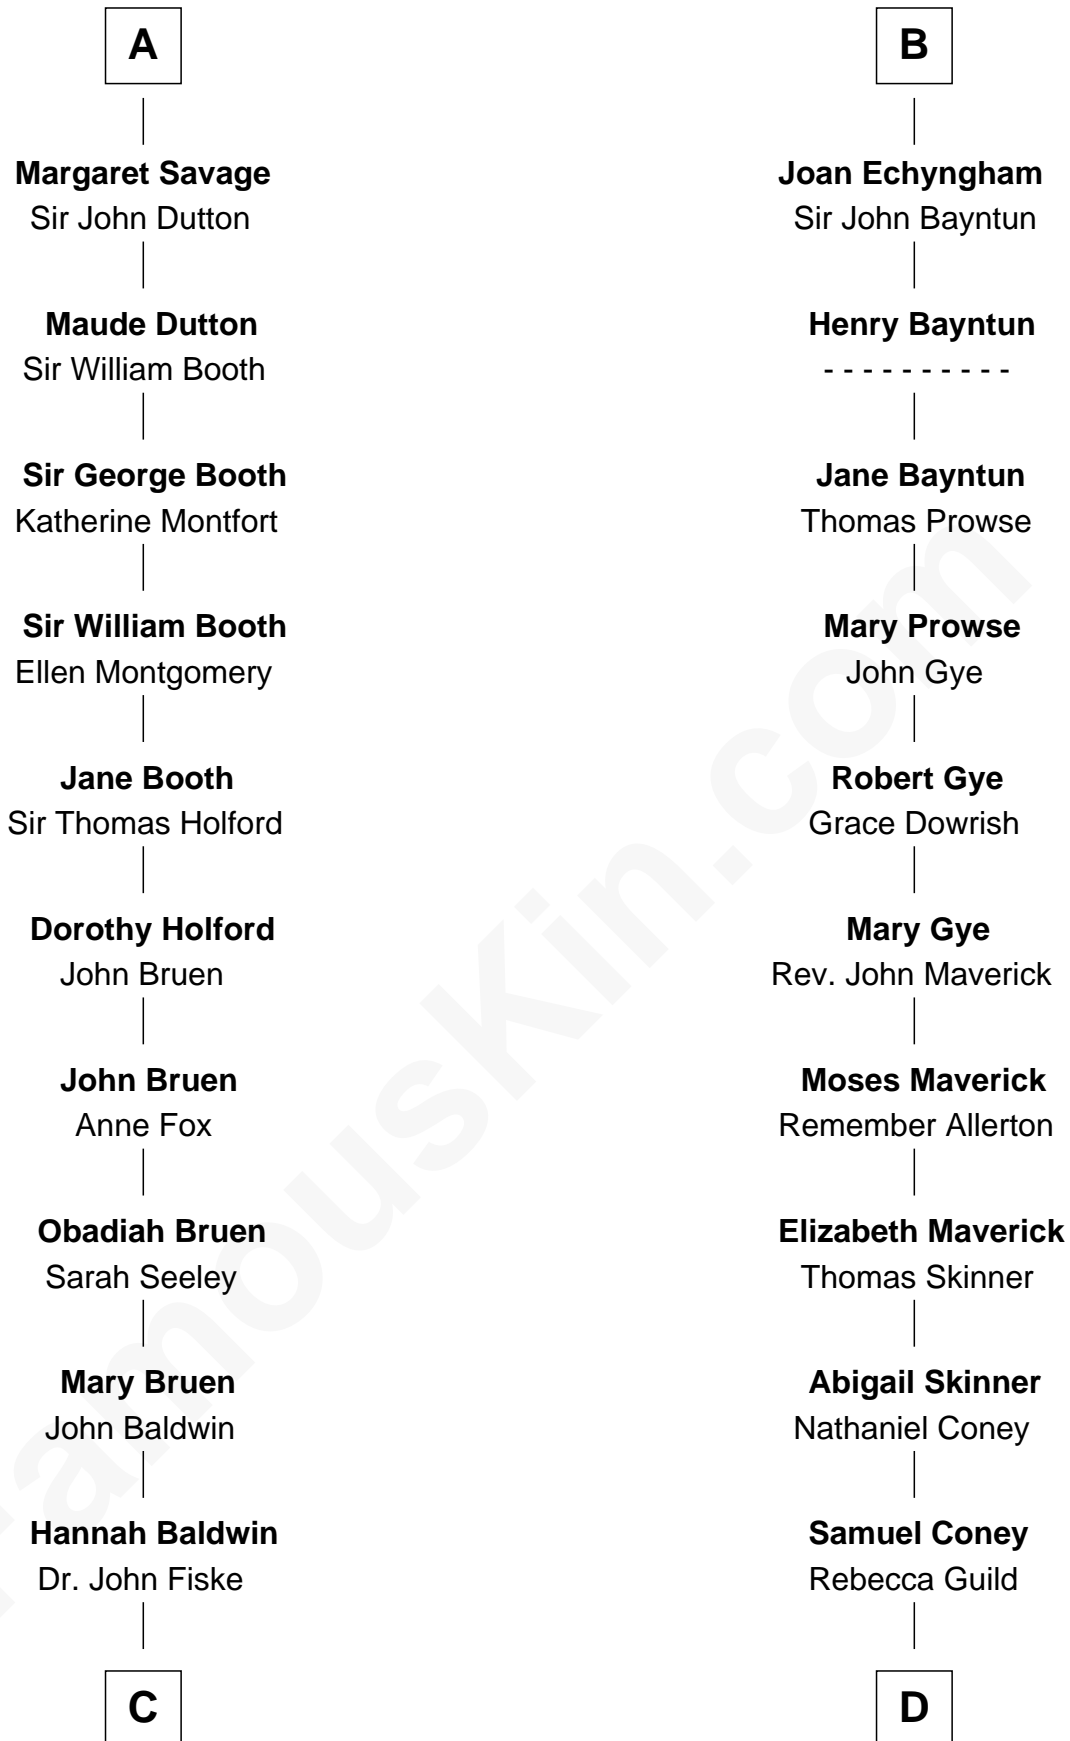 A
Margaret Savage
Sir John Dutton
Maude Dutton
Sir William Booth
Sir George Booth
Katherine Montfort
Sir William Booth
Ellen Montgomery
Jane Booth
Sir Thomas Holford
Dorothy Holford
John Bruen
John Bruen
Anne Fox
Obadiah Bruen
Sarah Seeley
Mary Bruen
John Baldwin
Hannah Baldwin
Dr. John Fiske
C
B
Joan Echyngham
Sir John Bayntun
Henry Bayntun
- - - - - - - - - -
Jane Bayntun
Thomas Prowse
Mary Prowse
John Gye
Robert Gye
Grace Dowrish
Mary Gye
Rev. John Maverick
Moses Maverick
Remember Allerton
Elizabeth Maverick
Thomas Skinner
Abigail Skinner
Nathaniel Coney
Samuel Coney
Rebecca Guild
D
FamousKin.com